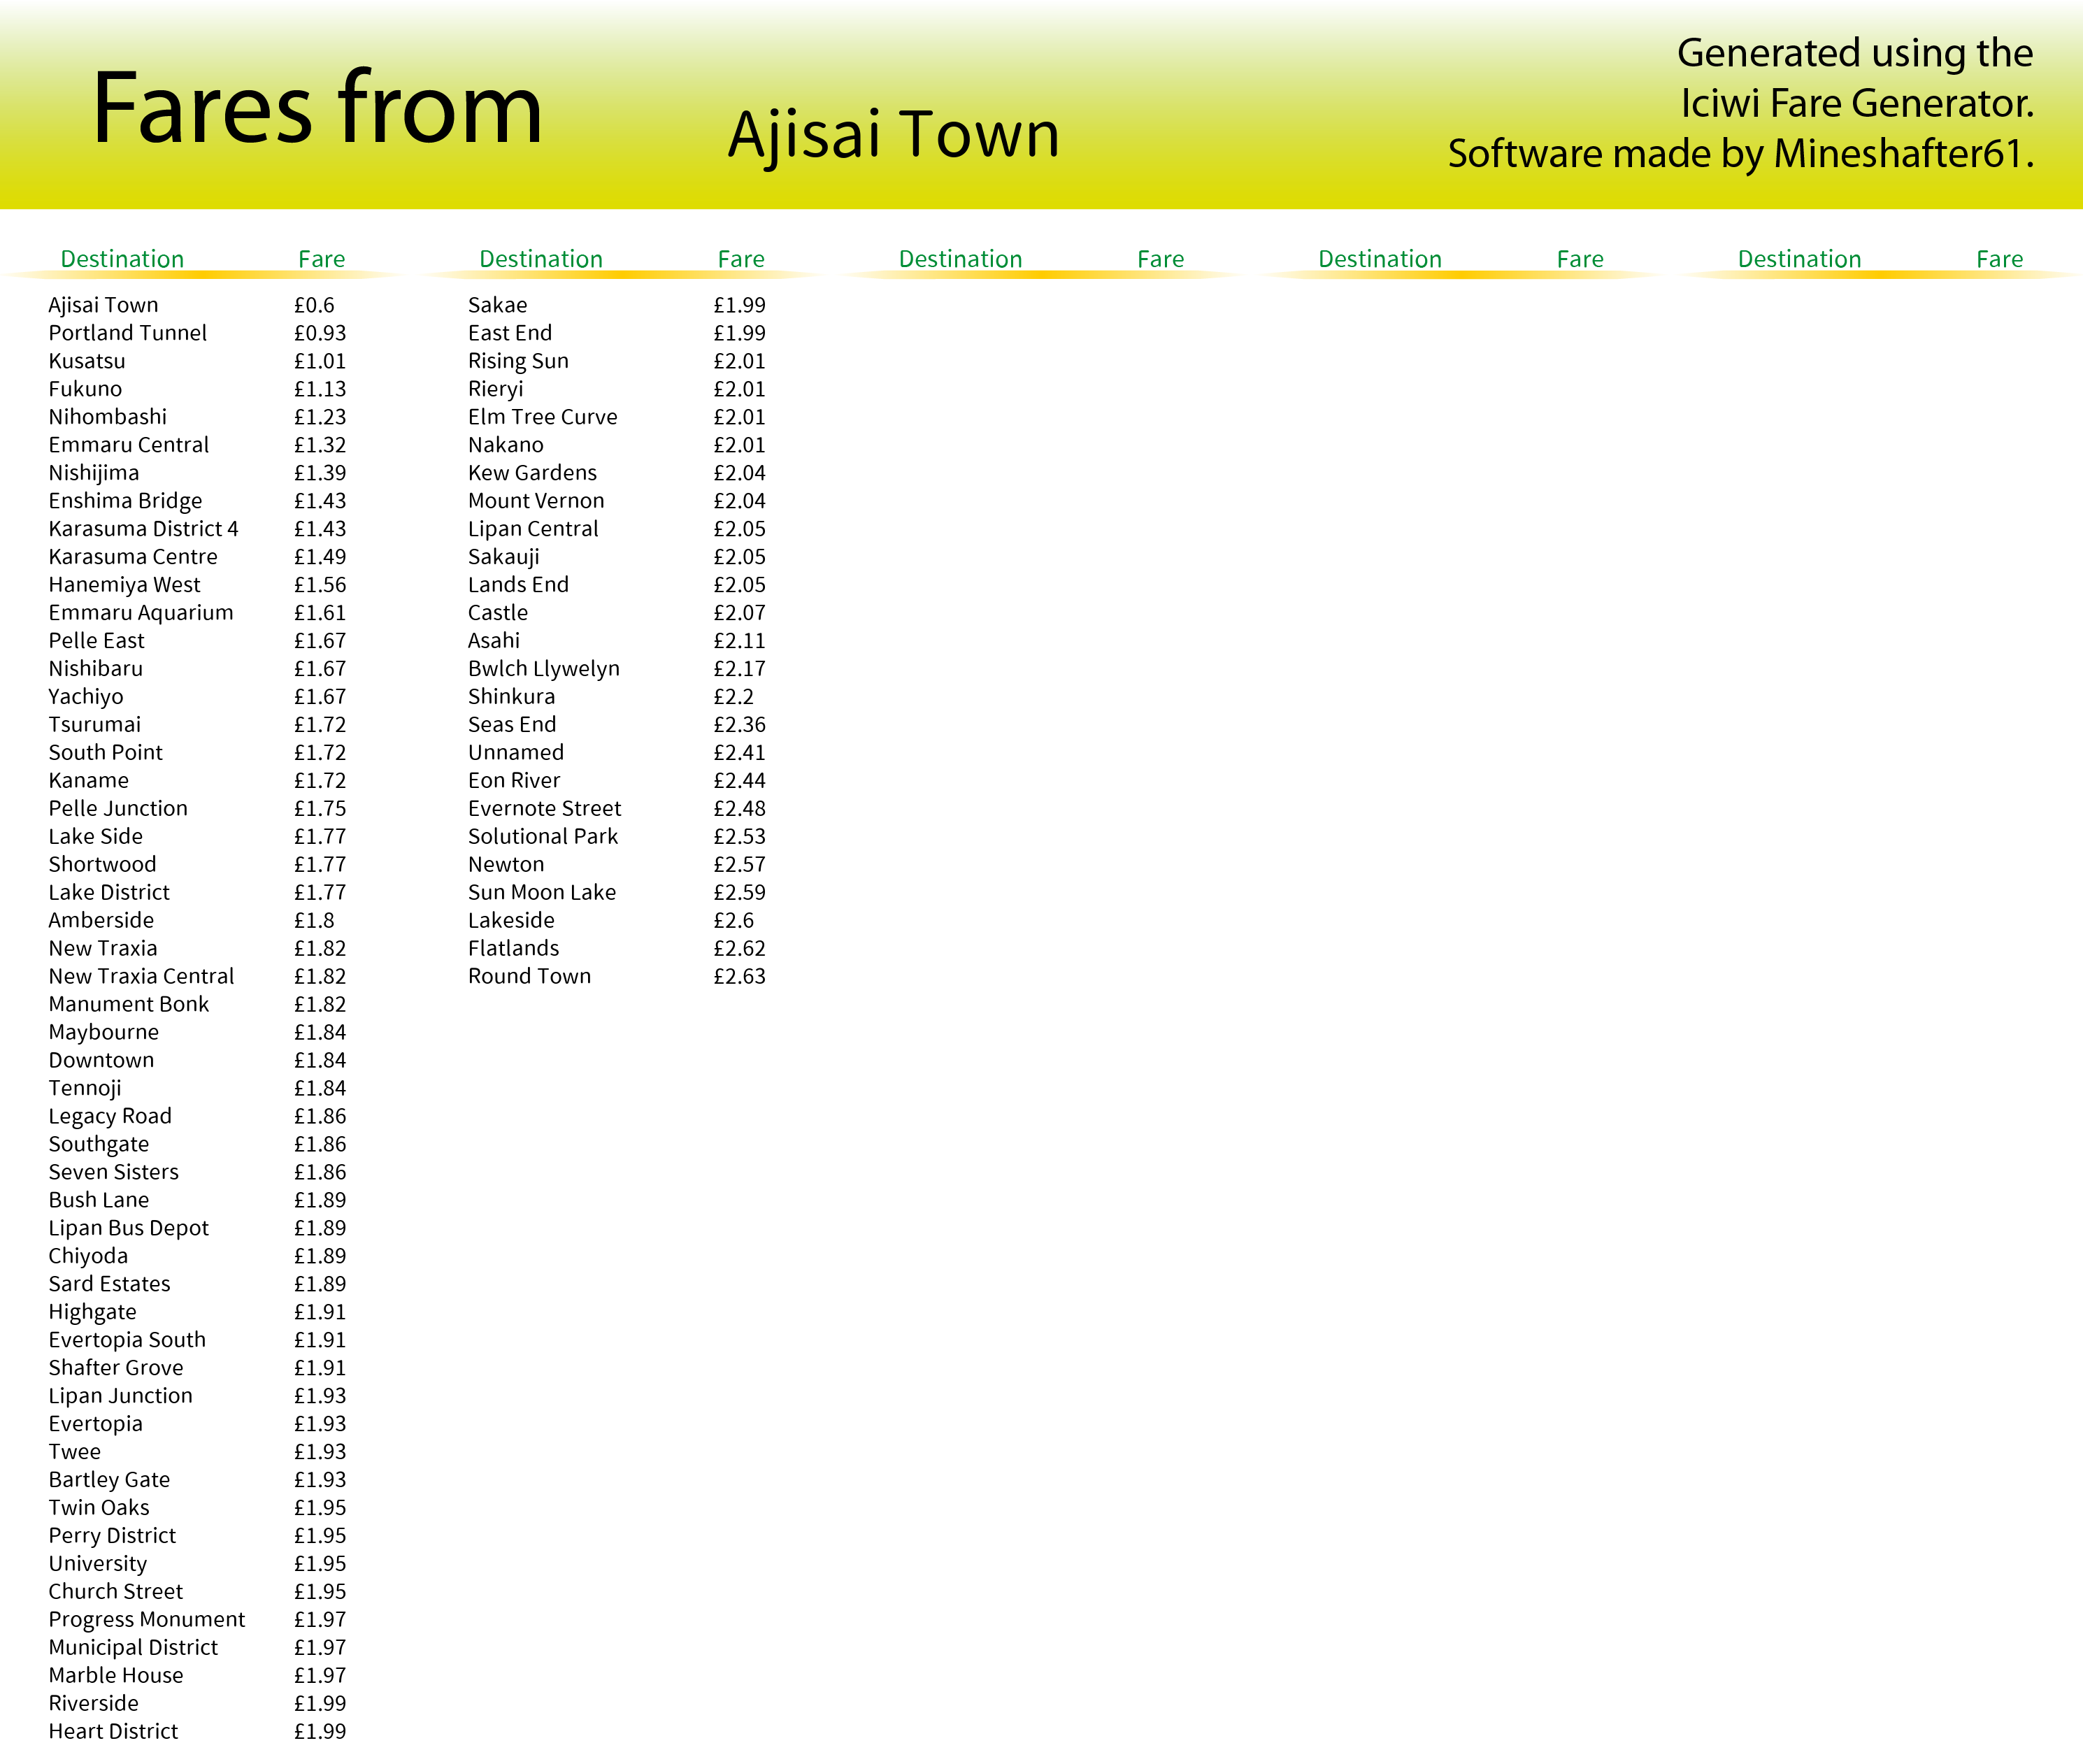 Fares from
Ajisai Town
Generated using the
Iciwi Fare Generator.
Software made by Mineshafter61.
Destination Fare
Ajisai Town £0.6
Portland Tunnel £0.93
Kusatsu £1.01
Fukuno £1.13
Nihombashi £1.23
Emmaru Central £1.32
Nishijima £1.39
Enshima Bridge £1.43
Karasuma District 4 £1.43
Karasuma Centre £1.49
Hanemiya West £1.56
Emmaru Aquarium £1.61
Pelle East £1.67
Nishibaru £1.67
Yachiyo £1.67
Tsurumai £1.72
South Point £1.72
Kaname £1.72
Pelle Junction £1.75
Lake Side £1.77
Shortwood £1.77
Lake District £1.77
Amberside £1.8
New Traxia £1.82
New Traxia Central £1.82
Manument Bonk £1.82
Maybourne £1.84
Downtown £1.84
Tennoji £1.84
Legacy Road £1.86
Southgate £1.86
Seven Sisters £1.86
Bush Lane £1.89
Lipan Bus Depot £1.89
Chiyoda £1.89
Sard Estates £1.89
Highgate £1.91
Evertopia South £1.91
Shafter Grove £1.91
Lipan Junction £1.93
Evertopia £1.93
Twee £1.93
Bartley Gate £1.93
Twin Oaks £1.95
Perry District £1.95
University £1.95
Church Street £1.95
Progress Monument £1.97
Municipal District £1.97
Marble House £1.97
Riverside £1.99
Heart District £1.99
Destination Fare
Sakae £1.99
East End £1.99
Rising Sun £2.01
Rieryi £2.01
Elm Tree Curve £2.01
Nakano £2.01
Kew Gardens £2.04
Mount Vernon £2.04
Lipan Central £2.05
Sakauji £2.05
Lands End £2.05
Castle £2.07
Asahi £2.11
Bwlch Llywelyn £2.17
Shinkura £2.2
Seas End £2.36
Unnamed £2.41
Eon River £2.44
Evernote Street £2.48
Solutional Park £2.53
Newton £2.57
Sun Moon Lake £2.59
Lakeside £2.6
Flatlands £2.62
Round Town £2.63
Destination Fare
Destination Fare
Destination Fare